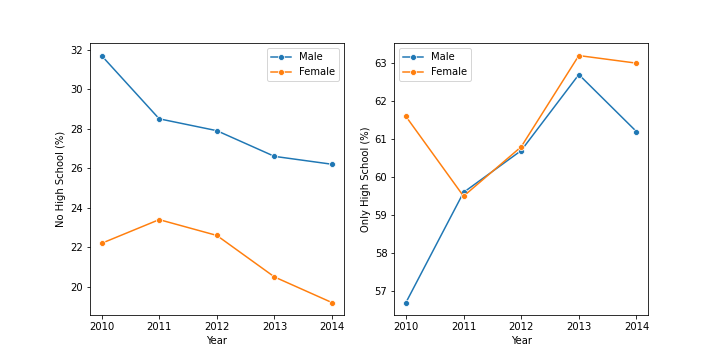 No High School (%)
32
30
28
26
24
22
20
2010 2011 2012 2013 2014
Year
Male
Female
Only High School (%)
63
62
61
60
59
58
57
2010 2011 2012 2013 2014
Year
Male
Female